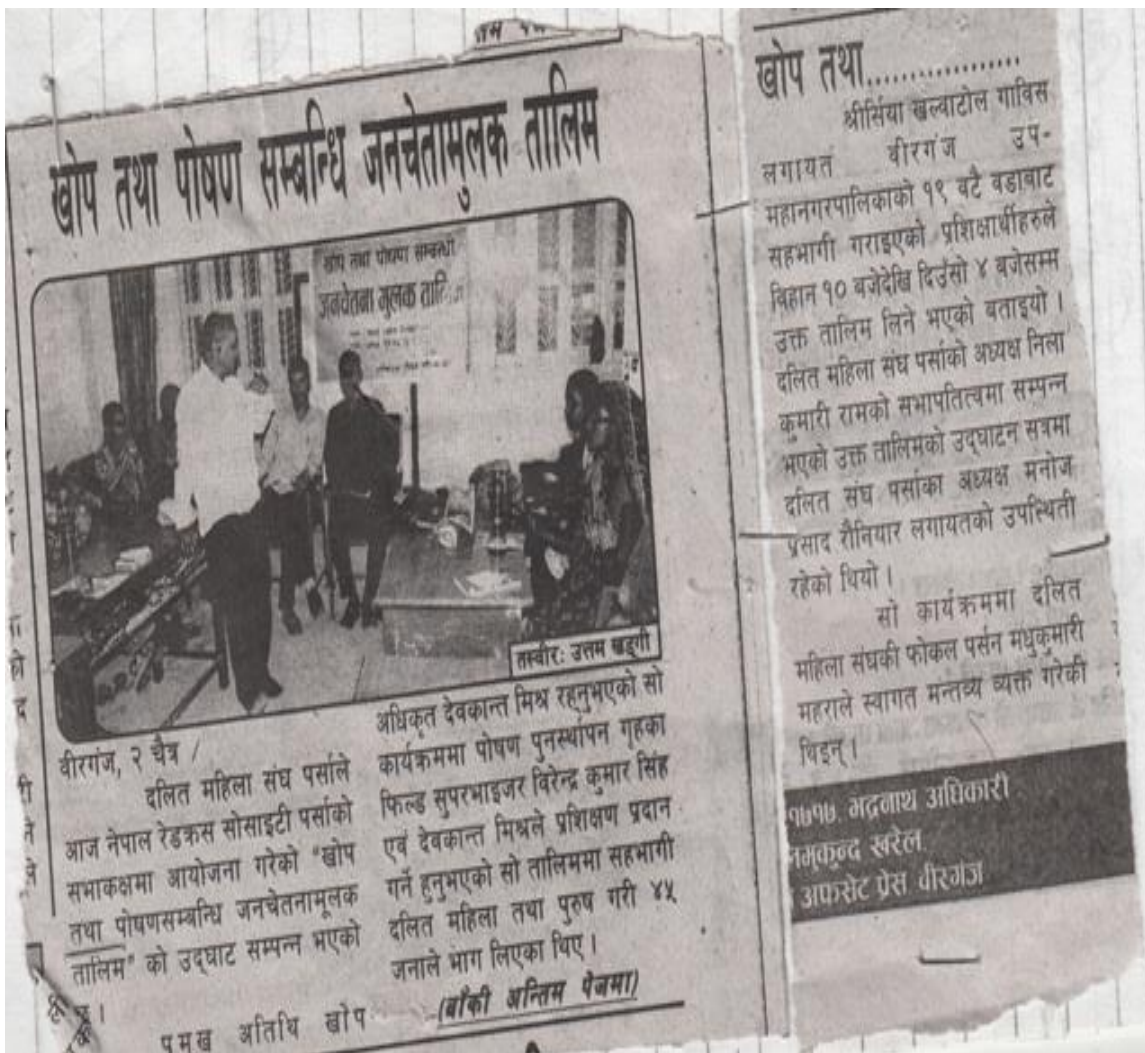 खोप तथा पोषण सम्बन्धि जनचेतामुलक तालिम
खोप तथा पोषण सम्बन्धी
जनचेतना मुलक तालिम
तस्वीरः उत्तम खड्गी
वीरगंज, २ चैत्र /
दलित महिला संघ पर्साले
आज नेपाल रेडक्रस सोसाइटी पर्साको
सभाकक्षमा आयोजना गरेको "खोप
तथा पोषणसम्बन्धि जनचेतनामूलक
तालिम" को उद्घाट सम्पन्न भएको
प्रमुख अतिथि खोप
अधिकृत देवकान्त मिश्र रहनुभएको सो
कार्यक्रममा पोषण पुनर्स्थापन गृहका
फिल्ड सुपरभाइजर विरेन्द्र कुमार सिंह
एवं देवकान्त मिश्रले प्रशिक्षण प्रदान
गर्ने हुनुभएको सो तालिममा सहभागी
दलित महिला तथा पुरुष गरी ४५
जनाले भाग लिएका थिए ।
(बाँकी अन्तिम पेजमा)
खोप तथा..................
श्रीर्सिया खल्वाटोल गाविस
लगायत वीरगंज उप-
महानगरपालिकाको १९ वटै वडाबाट
सहभागी गराइएको प्रशिक्षार्थीहरुले
बिहान १० बजेदेखि दिउँसो ४ बजेसम्म
उक्त तालिम लिने भएको बताइयो ।
दलित महिला संघ पर्साको अध्यक्ष निला
कुमारी रामको सभापतित्वमा सम्पन्न
भएको उक्त तालिमको उद्घाटन सत्रमा
दलित संघ पर्साका अध्यक्ष मनोज
प्रसाद रौनियार लगायतको उपस्थिती
रहेको थियो ।
सो कार्यक्रममा दलित
महिला संघकी फोकल पर्सन मधुकुमारी
महराले स्वागत मन्तव्य व्यक्त गरेकी
थिइन् ।
भद्रनाथ अधिकारी
खरेल
अफसेट प्रेस वीरगंज